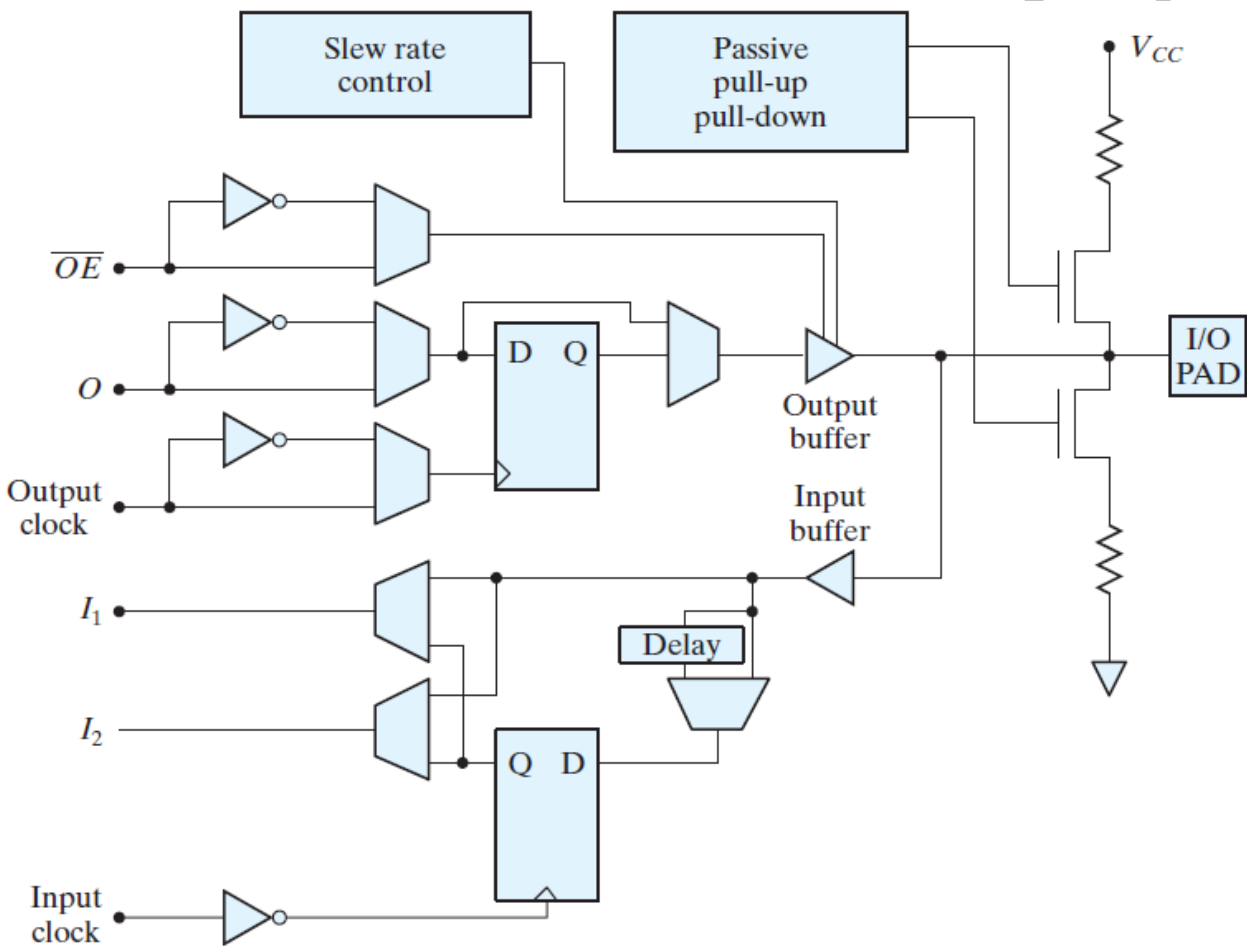 Slew rate
control
Passive
pull-up
pull-down
V_CC
\overline{OE}
O
D Q
Output
buffer
I/O
PAD
Output
clock
Input
buffer
I_1
Delay
I_2
Q D
Input
clock